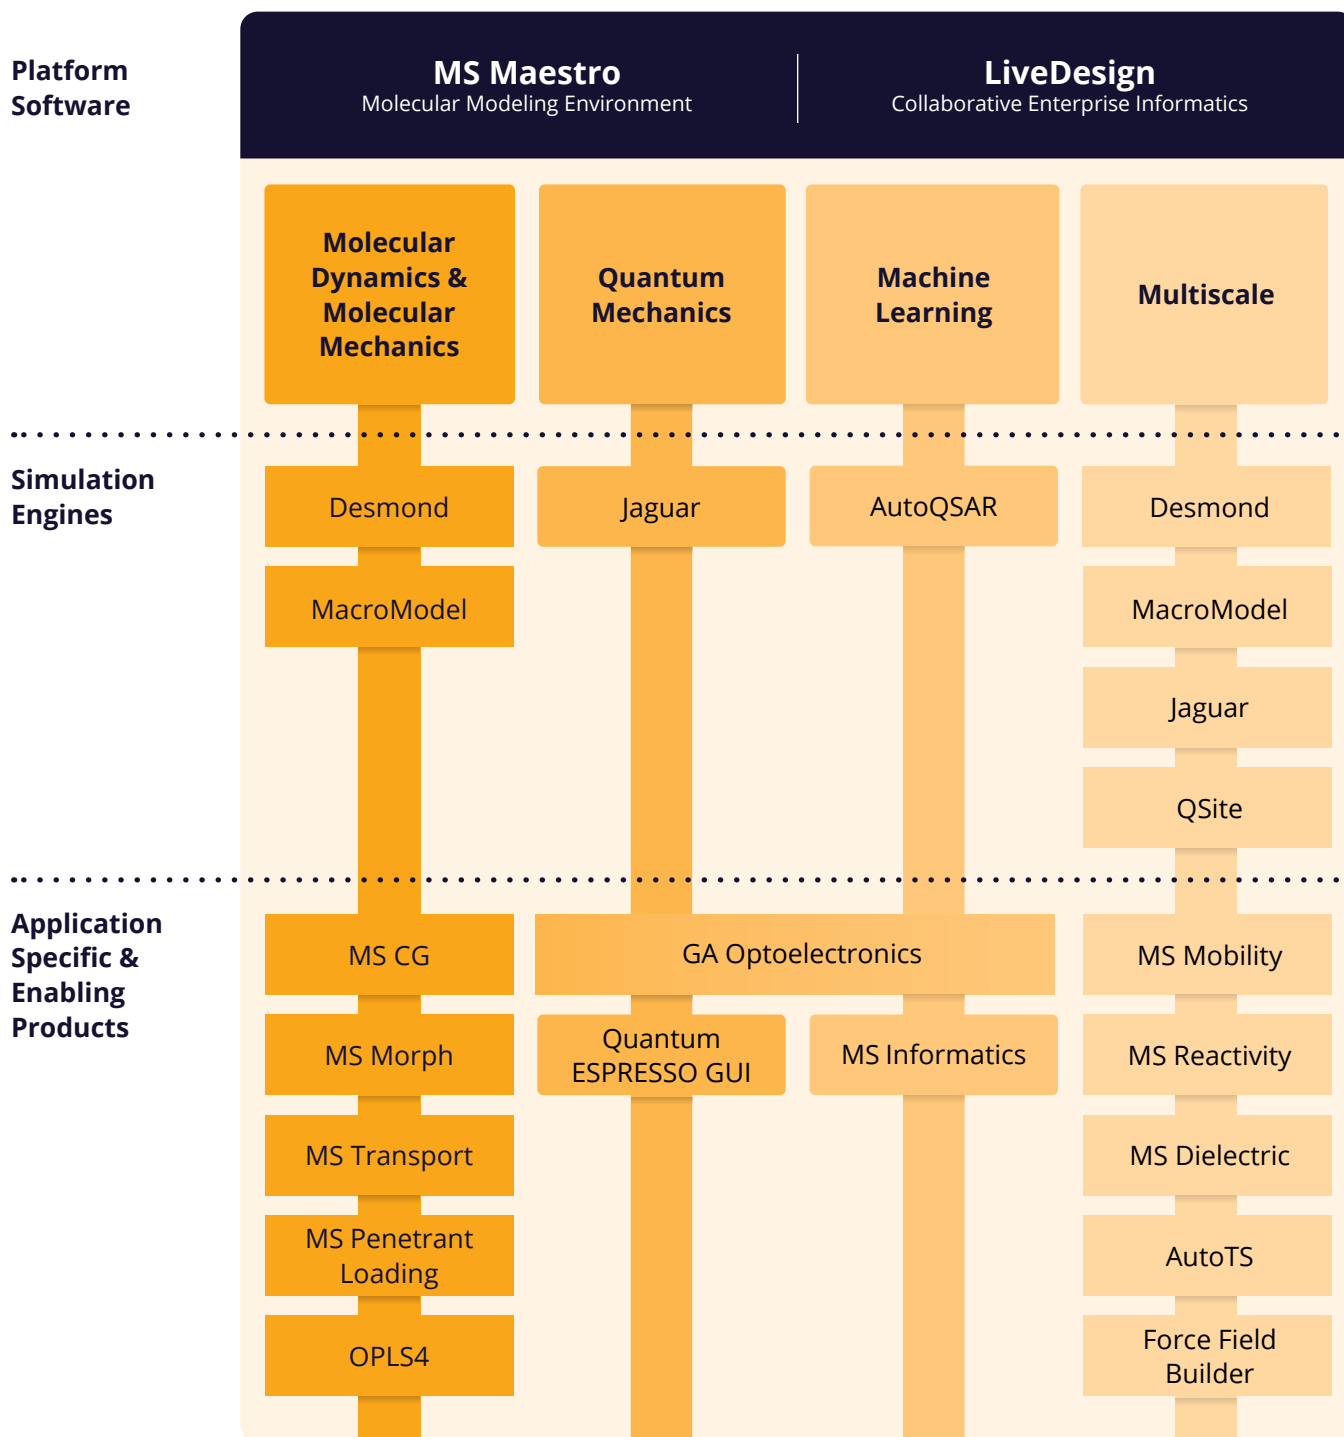 Platform
Software
MS Maestro
Molecular Modeling Environment
LiveDesign
Collaborative Enterprise Informatics
Molecular
Dynamics &
Molecular
Mechanics
Quantum
Mechanics
Machine
Learning
Multiscale
Simulation
Engines
Desmond
Jaguar
AutoQSAR
Desmond
MacroModel
MacroModel
Jaguar
QSite
Application
Specific &
Enabling
Products
MS CG
GA Optoelectronics
MS Mobility
MS Morph
Quantum
ESPRESSO GUI
MS Informatics
MS Reactivity
MS Transport
MS Dielectric
MS Penetrant
Loading
AutoTS
OPLS4
Force Field
Builder